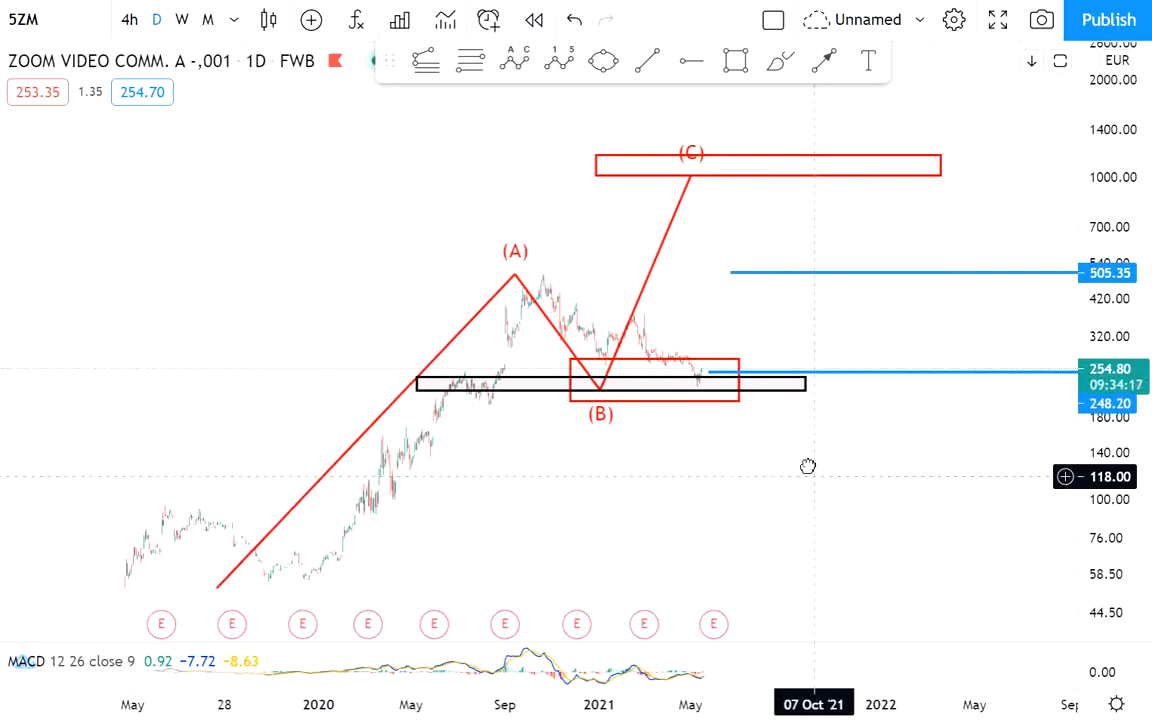 5ZM 4h D W M Unnamed Publish
A C 1 5
ZOOM VIDEO COMM. A -,001 · 1D · FWB EUR
253.35 1.35 254.70
2600.00
2000.00
1400.00
(C)
1000.00
700.00
(A)
540.00
505.35
420.00
320.00
254.80
09:34:17
248.20
(B)
180.00
140.00
118.00
100.00
76.00
58.50
44.50
E E E E E E E E E
MACD 12 26 close 9 0.92 −7.72 −8.63
0.00
May 28 2020 May Sep 2021 May 07 Oct '21 2022 May Sep